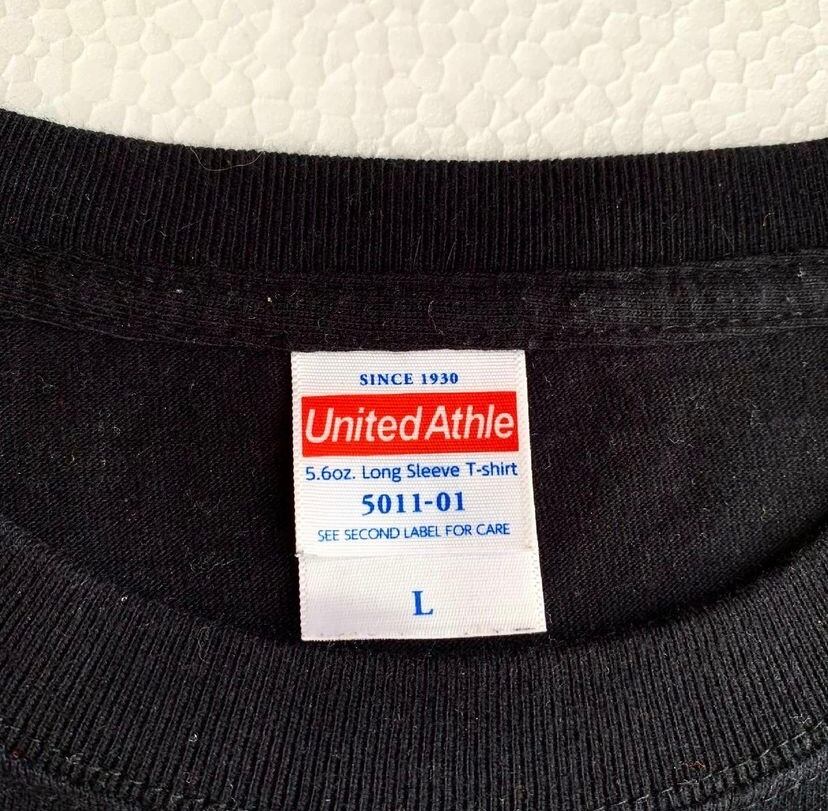 SINCE 1930
United Athle
5.6oz. Long Sleeve T-shirt
5011-01
SEE SECOND LABEL FOR CARE
L